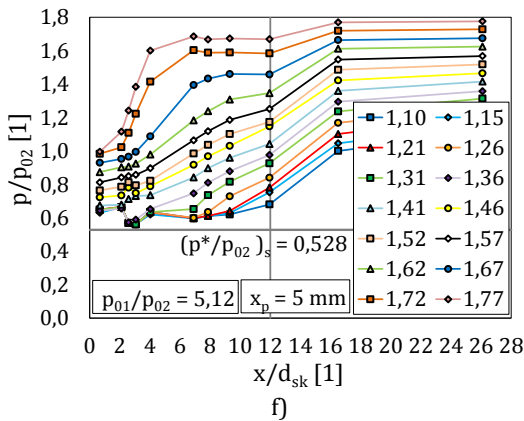 1,8
1,6
1,4
1,2
1,0
0,8
0,6
0,4
0,2
0,0
p/p02 [1]
(p*/p02 )s = 0,528
p01/p02 = 5,12
xp = 5 mm
1,10 1,15
1,21 1,26
1,31 1,36
1,41 1,46
1,52 1,57
1,62 1,67
1,72 1,77
0 2 4 6 8 10 12 14 16 18 20 22 24 26 28
x/dsk [1]
f)